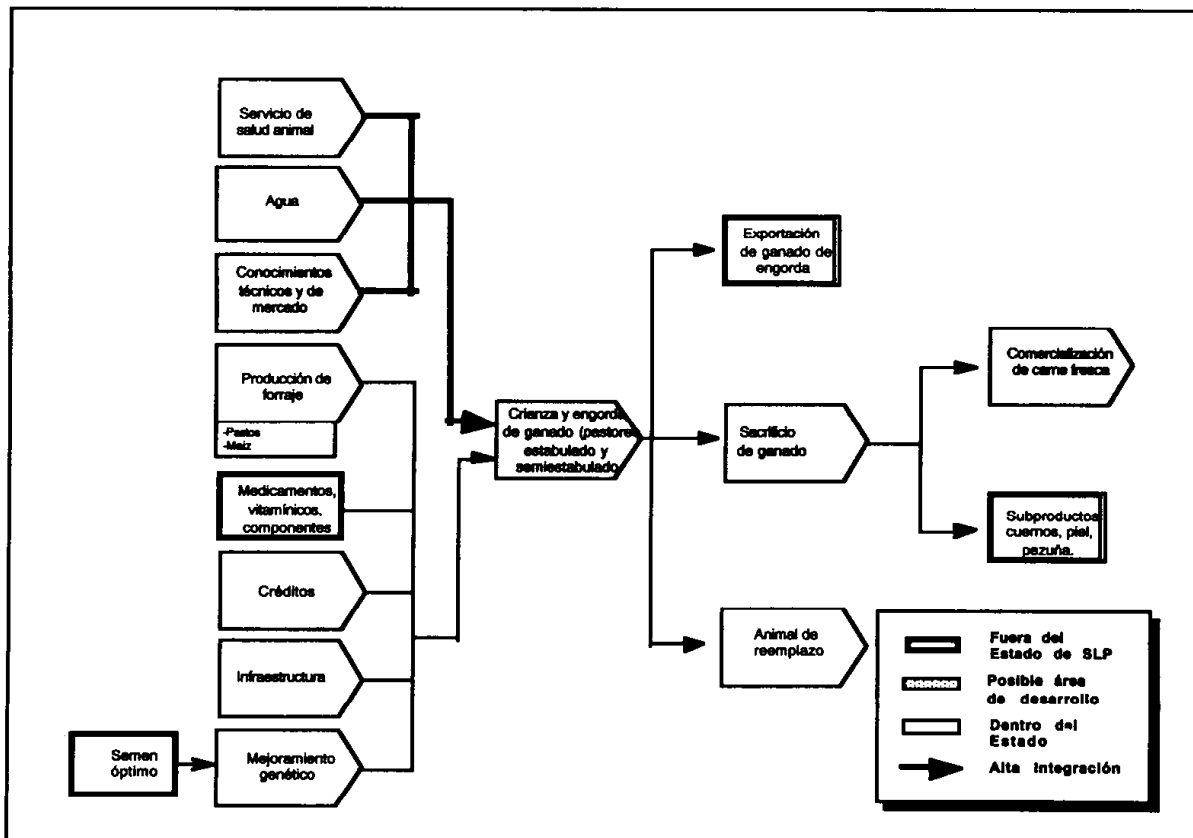 Servicio de
salud animal
Agua
Conocimientos
técnicos y de
mercado
Producción de
forraje
-Pastos
-Maíz
Medicamentos,
vitamínicos,
componentes
Créditos
Infraestructura
Semen
óptimo
Mejoramiento
genético
Crianza y engorda
de ganado (pastoreo
estabulado y
semiestabulado
Exportación
de ganado de
engorda
Sacrificio
de ganado
Animal de
reemplazo
Comercialización
de carne fresca
Subproductos
cuernos, piel,
pezuña.
Fuera del
Estado de SLP
Posible área
de desarrollo
Dentro del
Estado
Alta Integración